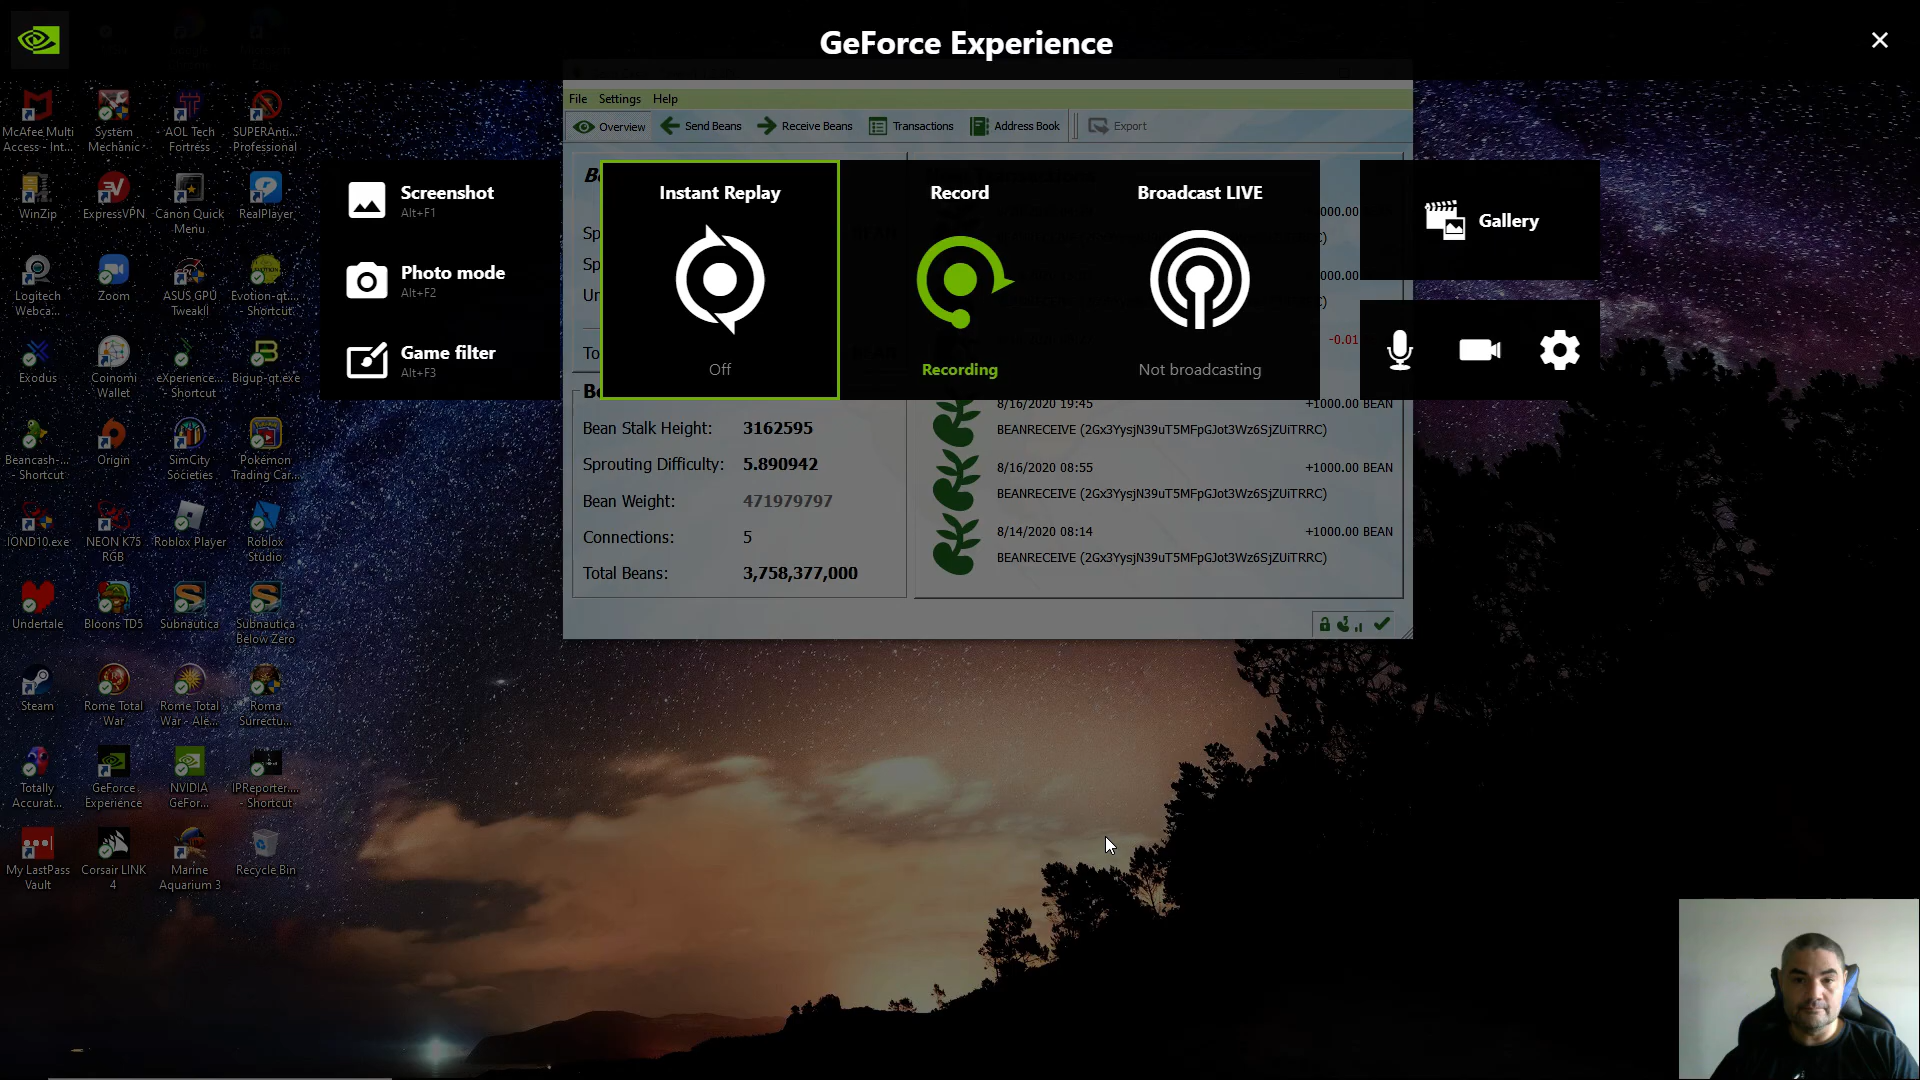 GeForce Experience
File Settings Help
Overview Send Beans Receive Beans Transactions Address Book Export
Screenshot
Alt+F1
Photo mode
Alt+F2
Game filter
Alt+F3
Instant Replay
Off
Record
Recording
Broadcast LIVE
Not broadcasting
Gallery
-0.01
Bean Stalk Height: 3162595
Sprouting Difficulty: 5.890942
Bean Weight: 471979797
Connections: 5
Total Beans: 3,758,377,000
8/16/2020 19:45 +1000.00 BEAN
BEANRECEIVE (2Gx3YysjN39uT5MFpGJot3Wz6SjZUiTRRC)
8/16/2020 08:55 +1000.00 BEAN
BEANRECEIVE (2Gx3YysjN39uT5MFpGJot3Wz6SjZUiTRRC)
8/14/2020 08:14 +1000.00 BEAN
BEANRECEIVE (2Gx3YysjN39uT5MFpGJot3Wz6SjZUiTRRC)
McAfee Multi
Access - Int...
System
Mechanic
AOL Tech
Fortress
SUPERAnti...
Professional
WinZip
ExpressVPN
Canon Quick
Menu
RealPlayer
Logitech
Webca...
Zoom
ASUS GPU
TweakII
Evotion-qt....
- Shortcut
Exodus
Coinomi
Wallet
eXperience...
- Shortcut
Bigup-qt.exe
Beancash-...
- Shortcut
Origin
SimCity
Societies
Pokémon
Trading Car...
IOND10.exe
NEON K75
RGB
Roblox Player
Roblox
Studio
Undertale
Bloons TD5
Subnautica
Subnautica
Below Zero
Steam
Rome Total
War
Rome Total
War - Ale...
Roma
Surrectu...
Totally
Accurat...
GeForce
Experience
NVIDIA
GeFor...
IPReporter....
- Shortcut
My LastPass
Vault
Corsair LINK
4
Marine
Aquarium 3
Recycle Bin